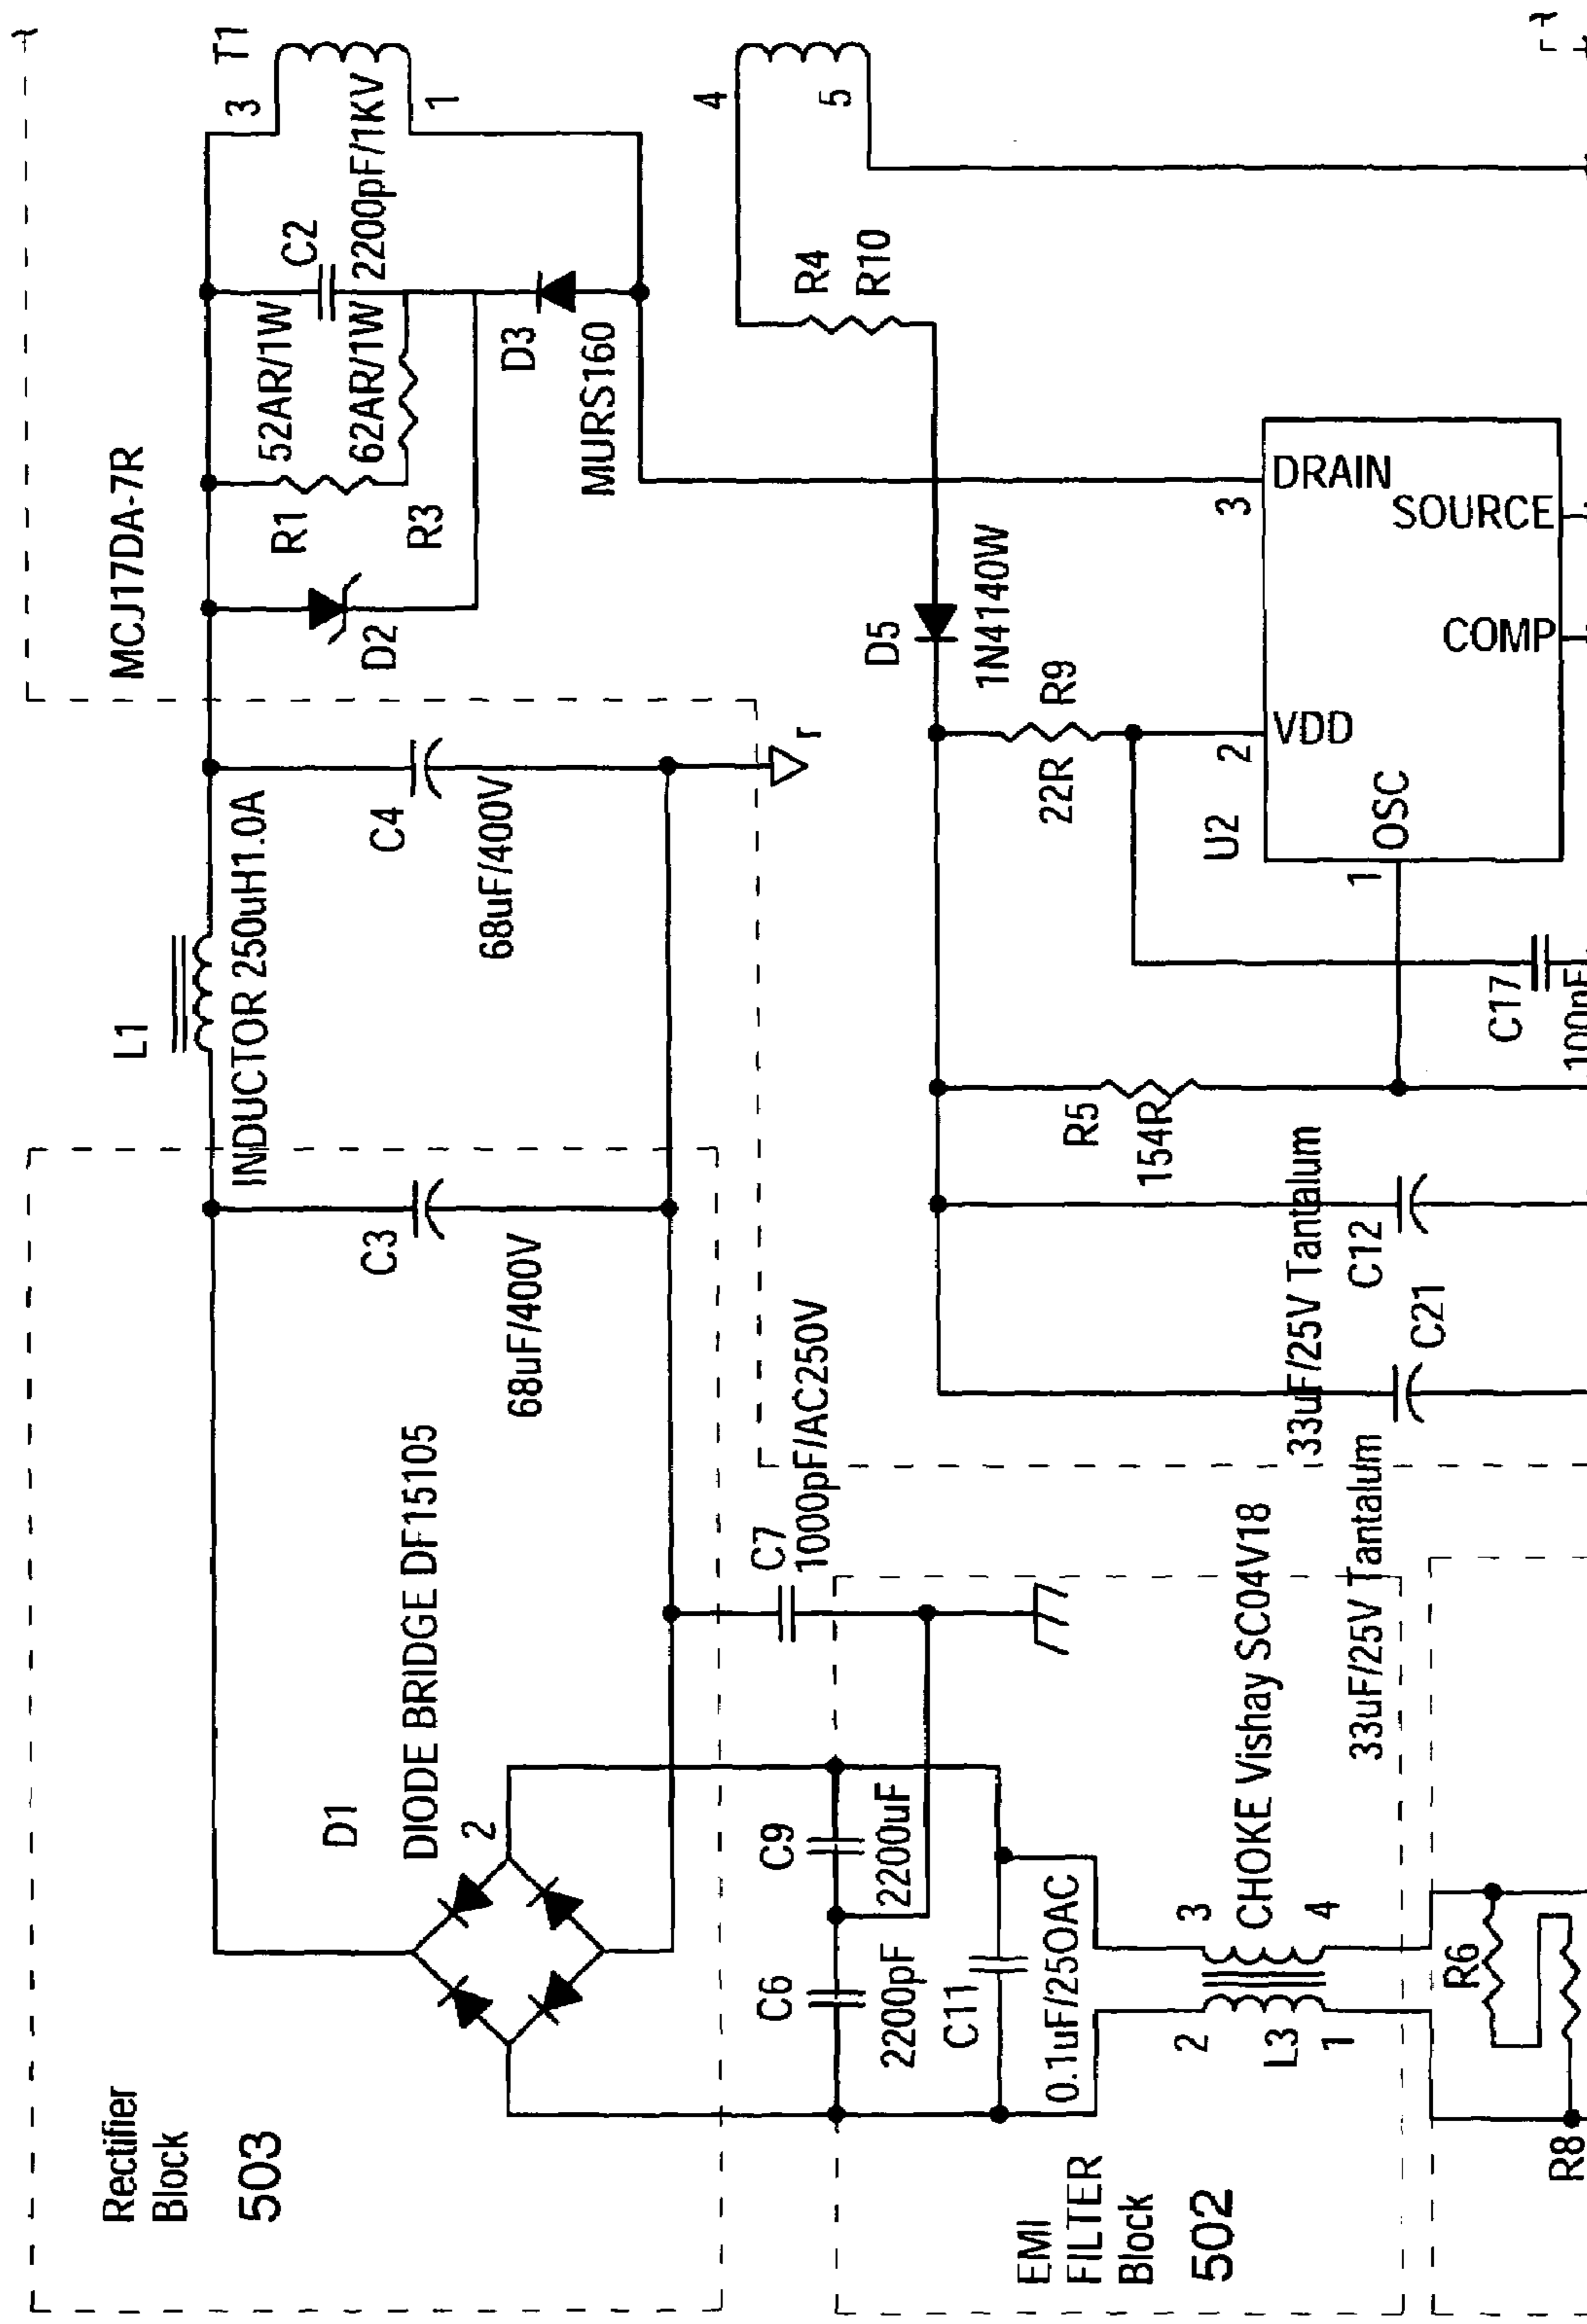 Rectifier
Block
503
D1
DIODE BRIDGE DF15105
2
C3
68uF/400V
L1
INDUCTOR 250uH1.0A
C4
68uF/400V
r
MCJ17DA-7R
D2
R1
R3
52AR/1W
62AR/1W
C2
2200pF/1KV
D3
MURS160
T1
3
1
4
5
R4
R10
D5
1N4140W
R9
22R
U2
3
DRAIN
SOURCE
COMP
2
VDD
1
OSC
C17
100pF
R5
154R
33uF/25V Tantalum
C12
C21
33uF/25V Tantalum
C7
1000pF/AC250V
C9
2200uF
C6
2200pF
C11
0.1uF/250AC
CHOKE Vishay SC04V18
3
4
2
L3
1
EMI
FILTER
Block
502
R6
R8